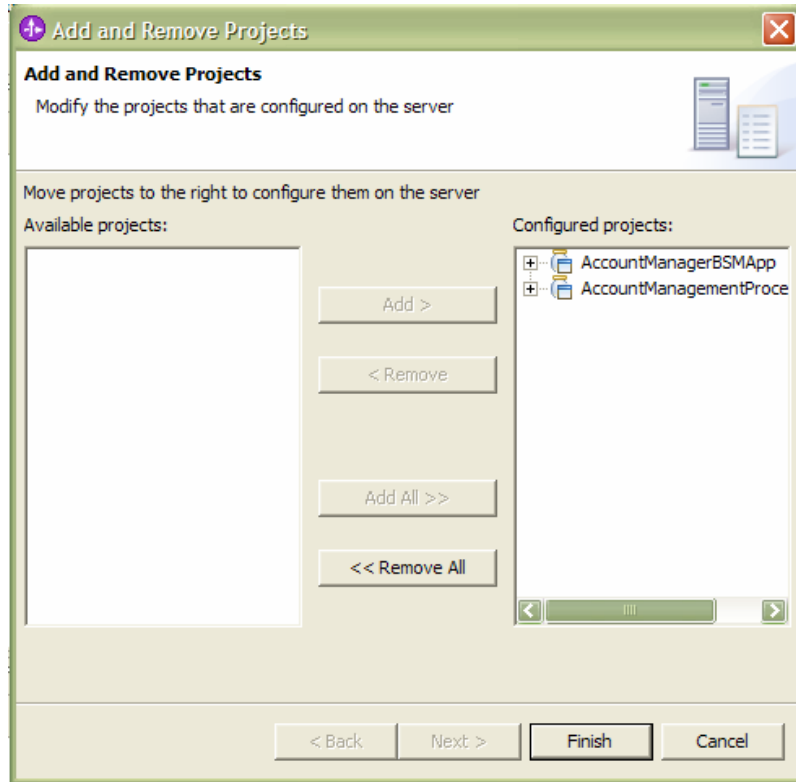 Add and Remove Projects
Add and Remove Projects
Modify the projects that are configured on the server
Move projects to the right to configure them on the server
Available projects:
Configured projects:
AccountManagerBSMApp
AccountManagementProce
Add >
< Remove
Add All >>
<< Remove All
< Back
Next >
Finish
Cancel